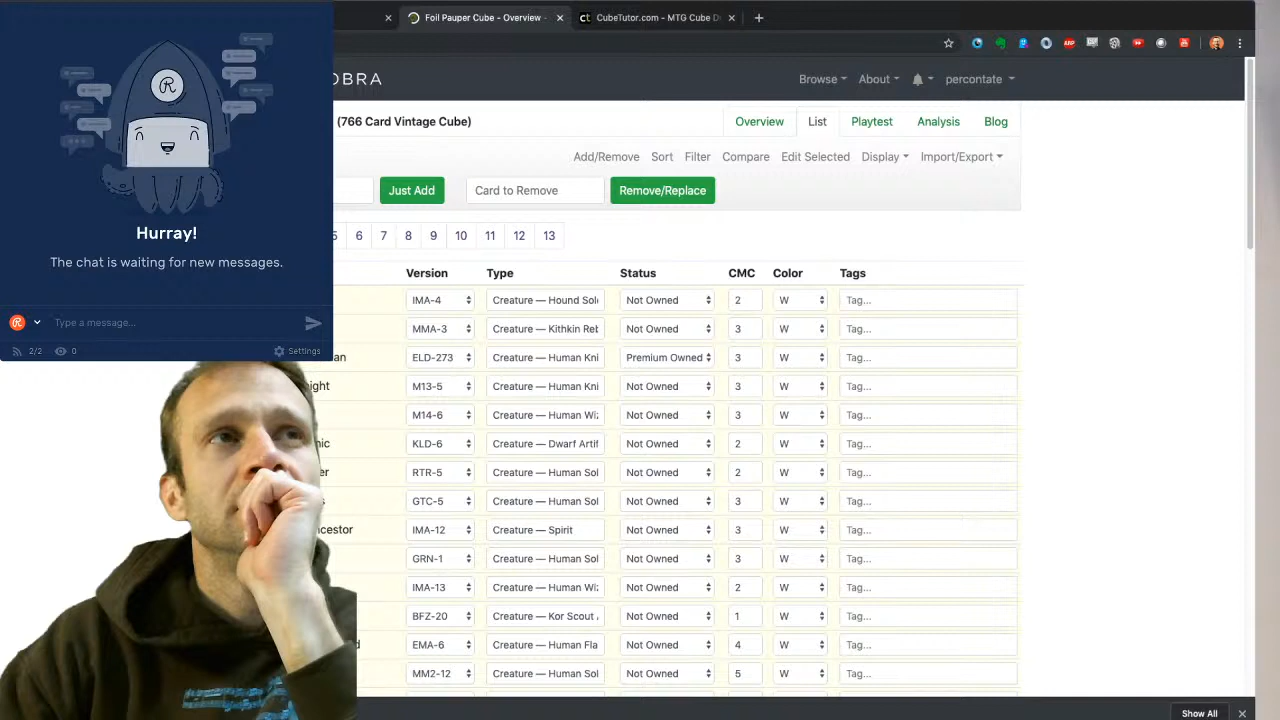 Foil Pauper Cube - Overview -
CubeTutor.com - MTG Cube D
OBRA
Browse
About
percontate
(766 Card Vintage Cube)
Overview
List
Playtest
Analysis
Blog
Add/Remove
Sort
Filter
Compare
Edit Selected
Display
Import/Export
Just Add
Card to Remove
Remove/Replace
5 6 7 8 9 10 11 12 13
Hurray!
The chat is waiting for new messages.
Type a message...
2/2 0 Settings
Version Type Status CMC Color Tags
IMA-4 Creature — Hound Sol Not Owned 2 W Tag...
MMA-3 Creature — Kithkin Reb Not Owned 3 W Tag...
an ELD-273 Creature — Human Kni Premium Owned 3 W Tag...
ight M13-5 Creature — Human Kni Not Owned 3 W Tag...
M14-6 Creature — Human Wiz Not Owned 3 W Tag...
nic KLD-6 Creature — Dwarf Artif Not Owned 2 W Tag...
er RTR-5 Creature — Human Sol Not Owned 2 W Tag...
s GTC-5 Creature — Human Sol Not Owned 3 W Tag...
ncestor IMA-12 Creature — Spirit Not Owned 3 W Tag...
GRN-1 Creature — Human Sol Not Owned 3 W Tag...
IMA-13 Creature — Human Wiz Not Owned 2 W Tag...
BFZ-20 Creature — Kor Scout Not Owned 1 W Tag...
d EMA-6 Creature — Human Fla Not Owned 4 W Tag...
MM2-12 Creature — Human Sol Not Owned 5 W Tag...
Show All